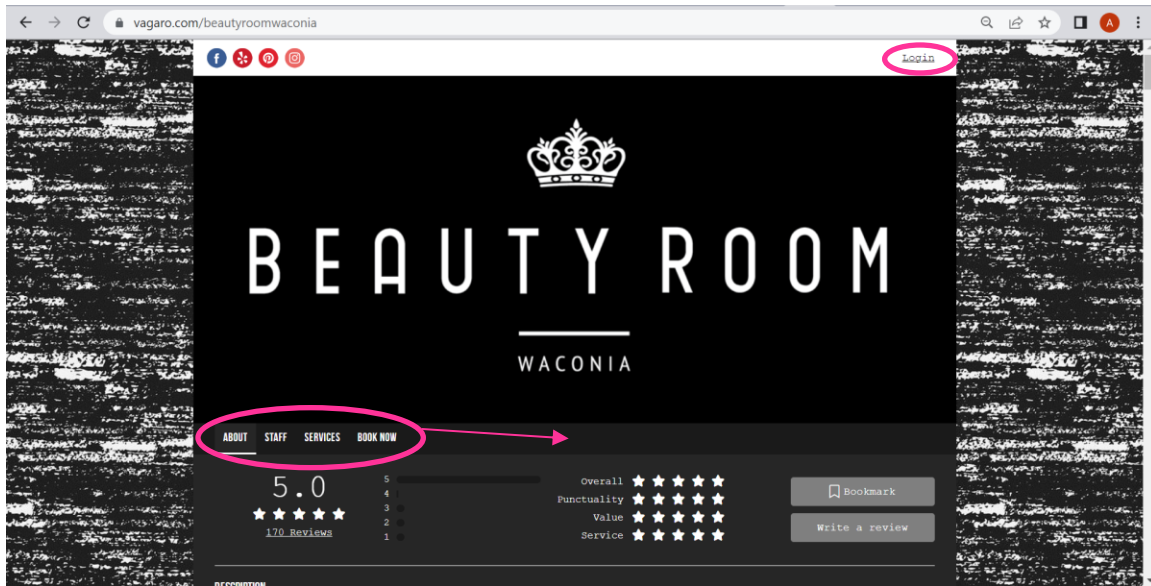 vagaro.com/beautyroomwaconia
A
Login
BEAUTY ROOM
WACONIA
ABOUT STAFF SERVICES BOOK NOW
5.0
170 Reviews
5
4
3
2
1
Overall
Punctuality
Value
Service
Bookmark
Write a review
DESCRIPTION